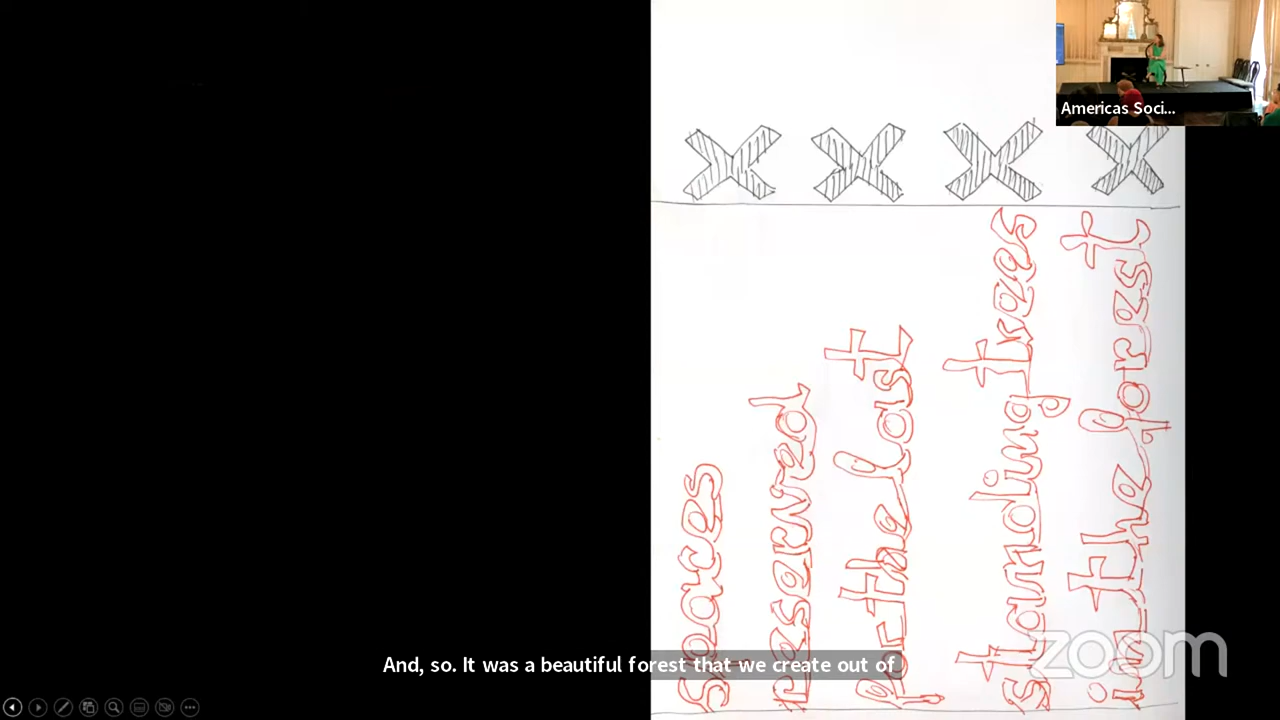 Americas Soci...
Spaces
reserved
for the last
standing trees
in the forest
And, so. It was a beautiful forest that we create out of
zoom